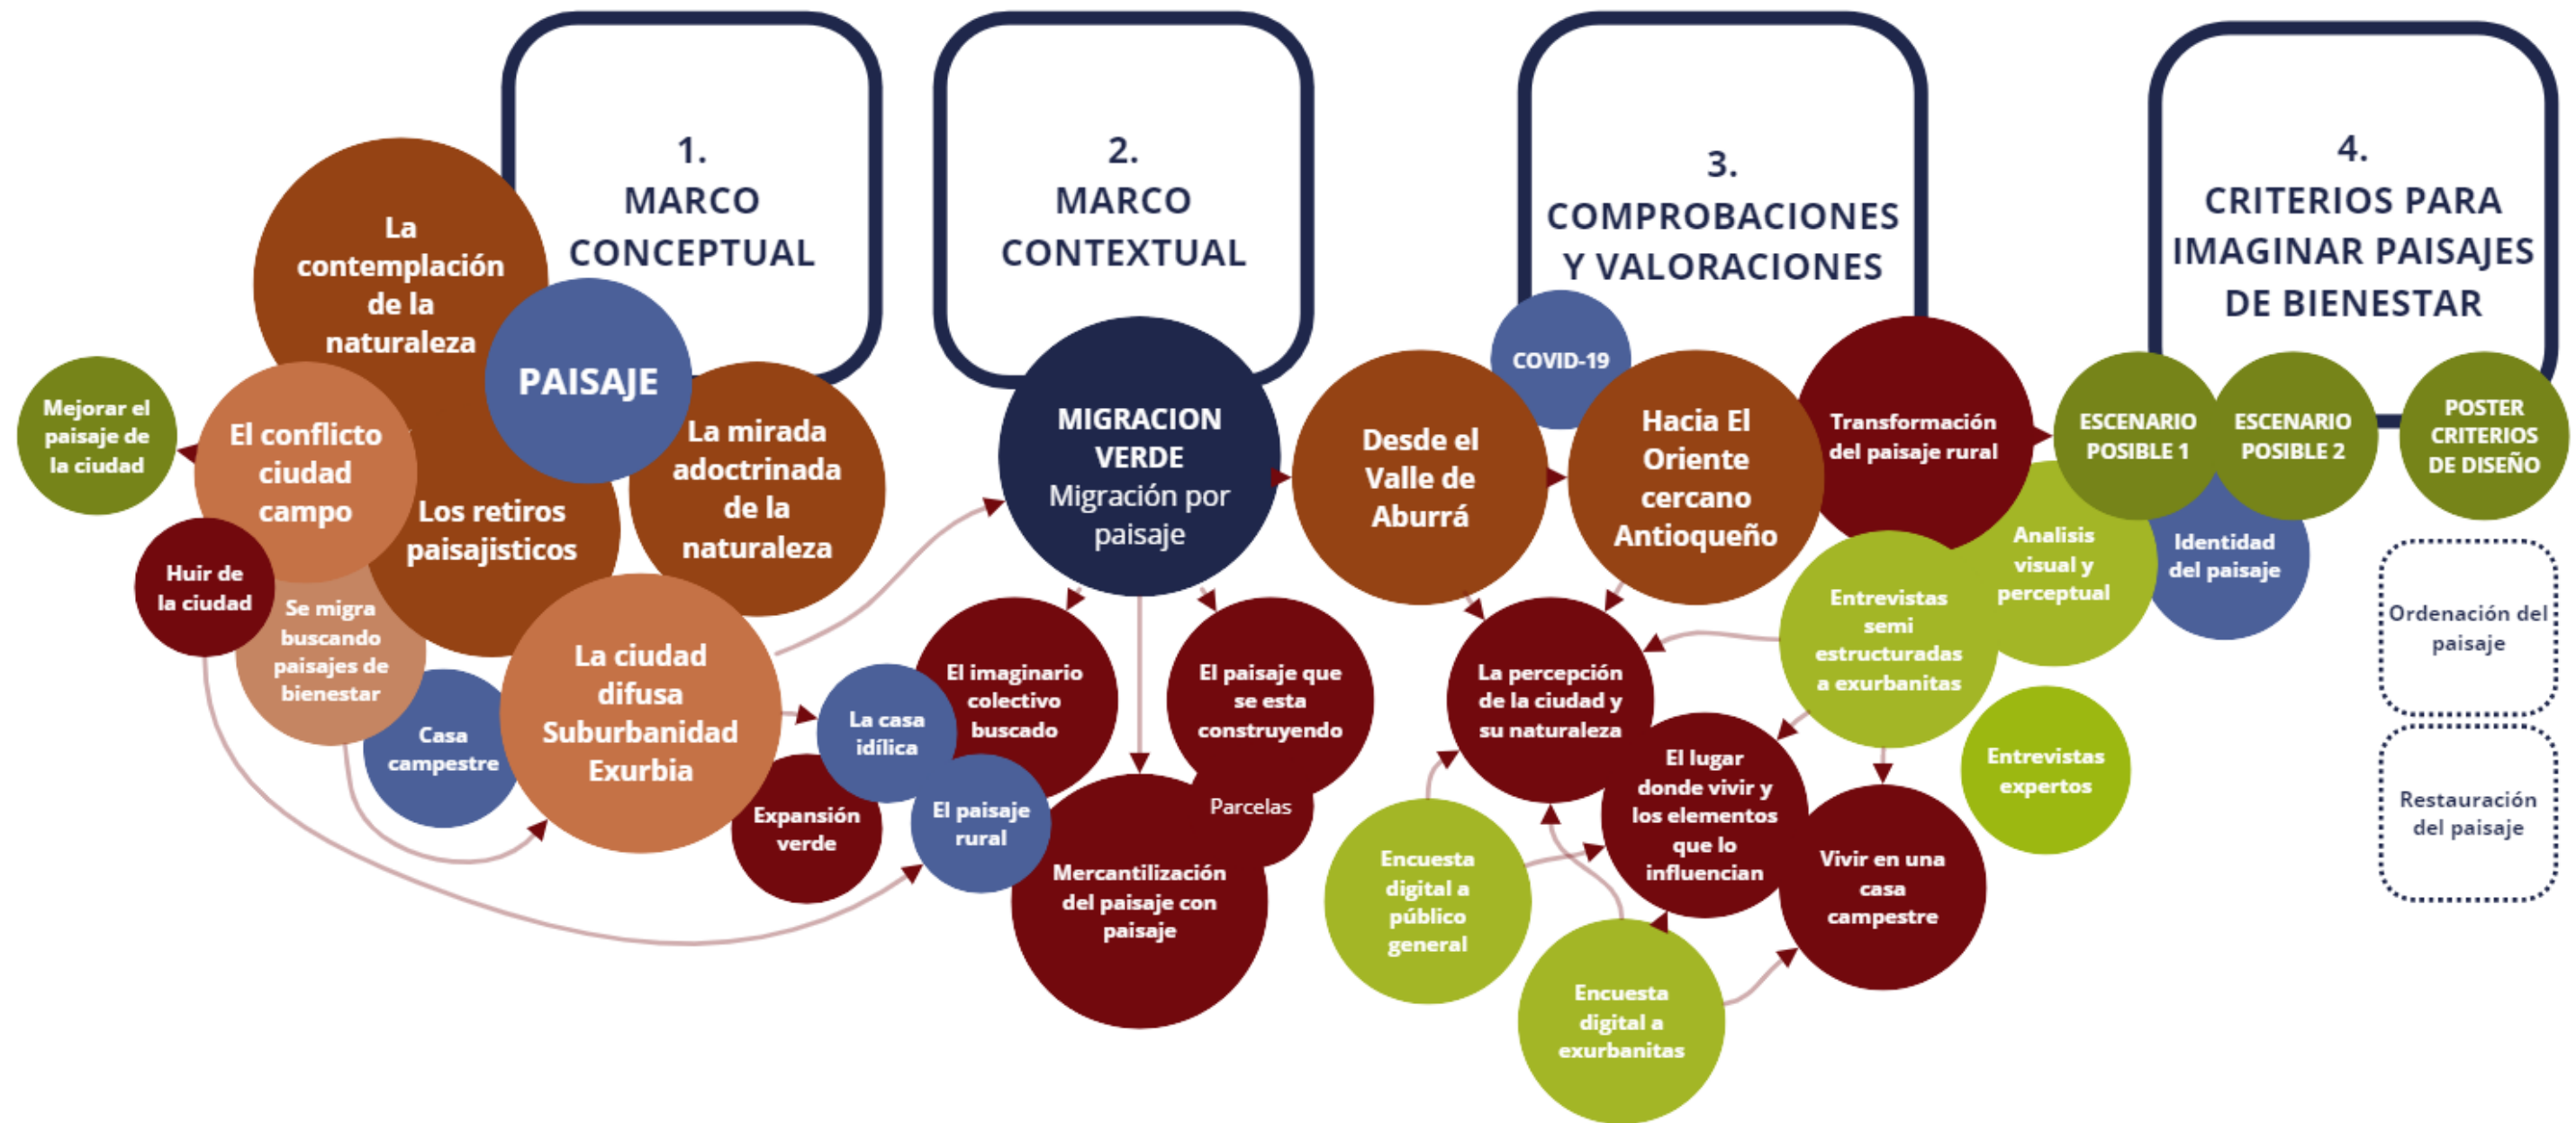 1.
MARCO
CONCEPTUAL
2.
MARCO
CONTEXTUAL
3.
COMPROBACIONES
Y VALORACIONES
4.
CRITERIOS PARA
IMAGINAR PAISAJES
DE BIENESTAR
La
contemplación
de la
naturaleza
PAISAJE
Mejorar el
paisaje de
la ciudad
El conflicto
ciudad
campo
Los retiros
paisajisticos
La mirada
adoctrinada
de la
naturaleza
Huir de
la ciudad
Se migra
buscando
paisajes de
bienestar
Casa
campestre
La ciudad
difusa
Suburbanidad
Exurbia
Expansión
verde
La casa
idílica
El paisaje
rural
MIGRACION
VERDE
Migración por
paisaje
El imaginario
colectivo
buscado
El paisaje que
se esta
construyendo
Parcelas
Mercantilización
del paisaje con
paisaje
Desde el
Valle de
Aburrá
COVID-19
Hacia El
Oriente
cercano
Antioqueño
Transformación
del paisaje rural
La percepción
de la ciudad y
su naturaleza
El lugar
donde vivir y
los elementos
que lo
influencian
Vivir en una
casa
campestre
Encuesta
digital a
público
general
Encuesta
digital a
exurbanitas
Entrevistas
semi
estructuradas
a exurbanitas
Analisis
visual y
perceptual
Entrevistas
expertos
ESCENARIO
POSIBLE 1
ESCENARIO
POSIBLE 2
Identidad
del paisaje
POSTER
CRITERIOS
DE DISEÑO
Ordenación del
paisaje
Restauración
del paisaje